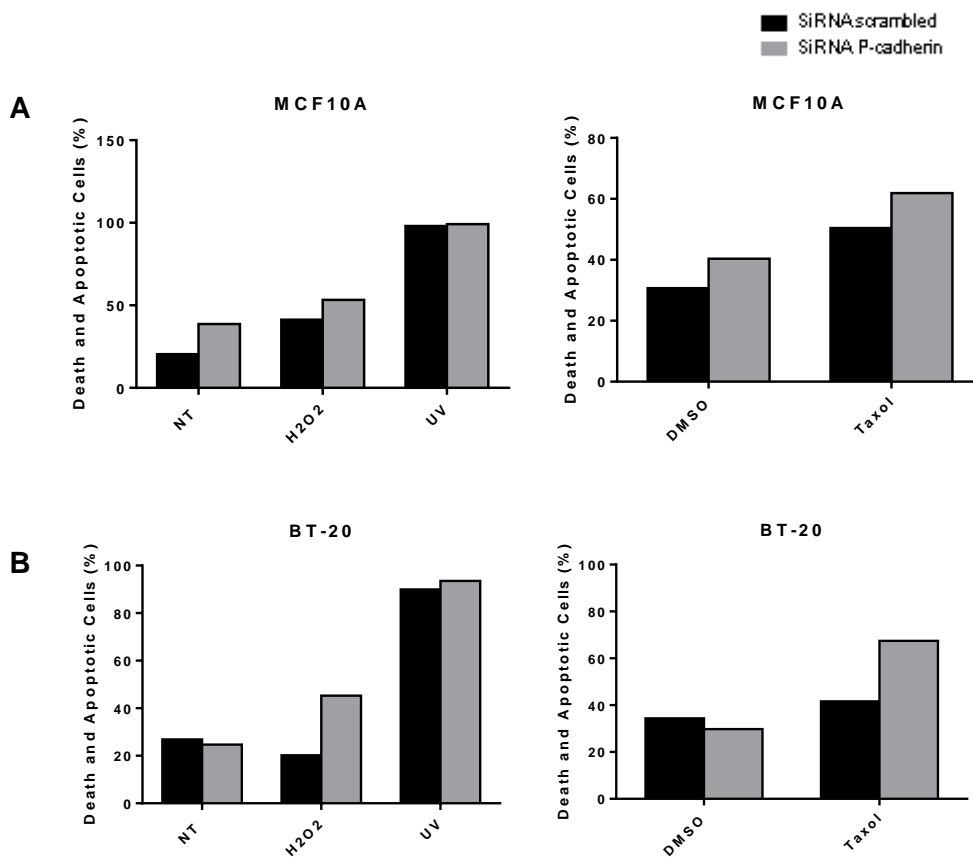 SiRNA scrambled
SiRNA P-cadherin
A
MCF10A
Death and Apoptotic Cells (%)
150
100
50
0
NT
H2O2
UV
MCF10A
Death and Apoptotic Cells (%)
80
60
40
20
0
DMSO
Taxol
B
BT-20
Death and Apoptotic Cells (%)
100
80
60
40
20
0
NT
H2O2
UV
BT-20
Death and Apoptotic Cells (%)
100
80
60
40
20
0
DMSO
Taxol